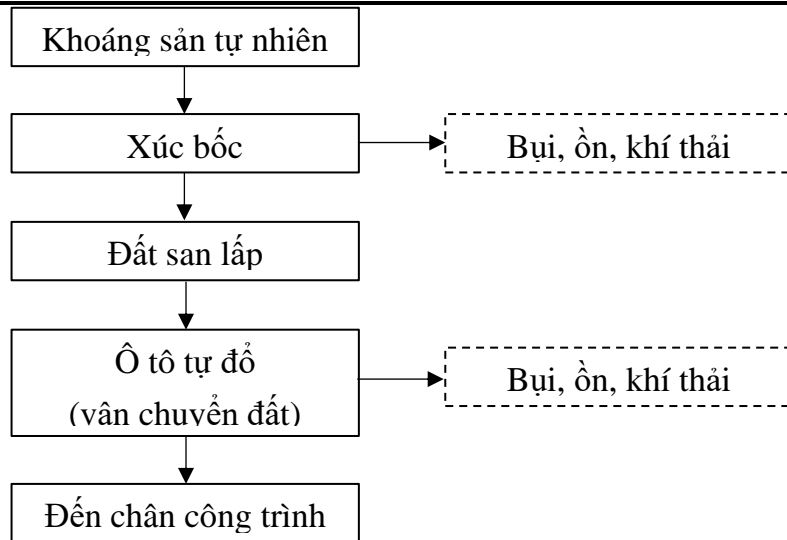 Khoáng sản tự nhiên
Xúc bốc
Bụi, ồn, khí thải
Đất san lấp
Ô tô tự đổ
(vân chuyển đất)
Bụi, ồn, khí thải
Đến chân công trình